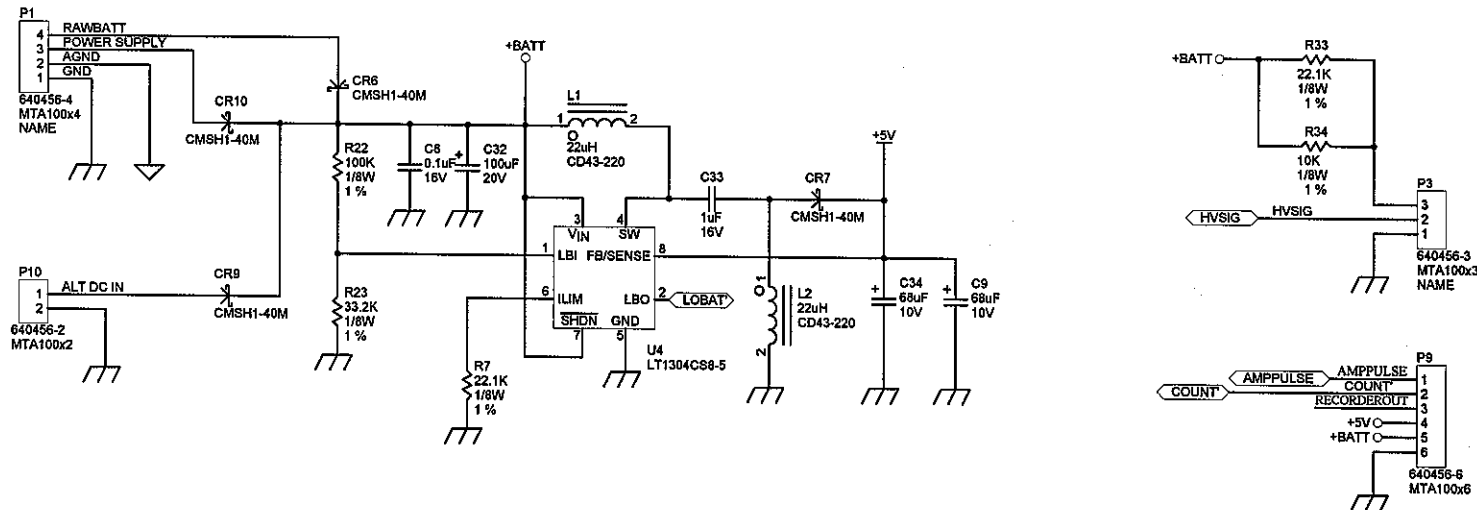 P1
4 RAWBATT
3 POWER SUPPLY
2 AGND
1 GND
640456-4
MTA100x4
NAME
CR10
CMSH1-40M
CR6
CMSH1-40M
+BATT
L1
1 2
22uH
CD43-220
R22
100K
1/8W
1 %
C8
0.1uF
16V
+
C32
100uF
20V
C33
1uF
16V
CR7
CMSH1-40M
+5V
3 4
VIN SW
1 LBI FB/SENSE 8
6 ILIM LBO 2 LOBAT'
SHDN GND
7 5
U4
LT1304CS8-5
P10
1 ALT DC IN
2
640456-2
MTA100x2
CR9
CMSH1-40M
R23
33.2K
1/8W
1 %
R7
22.1K
1/8W
1 %
1
L2
22uH
CD43-220
2
+
C34
68uF
10V
+
C9
68uF
10V
+BATT
R33
22.1K
1/8W
1 %
R34
10K
1/8W
1 %
P3
3
HVSIG HVSIG 2
1
640456-3
MTA100x3
NAME
P9
AMPPULSE AMPPULSE 1
COUNT' COUNT' 2
RECORDEROUT 3
+5V 4
+BATT 5
6
640456-6
MTA100x6